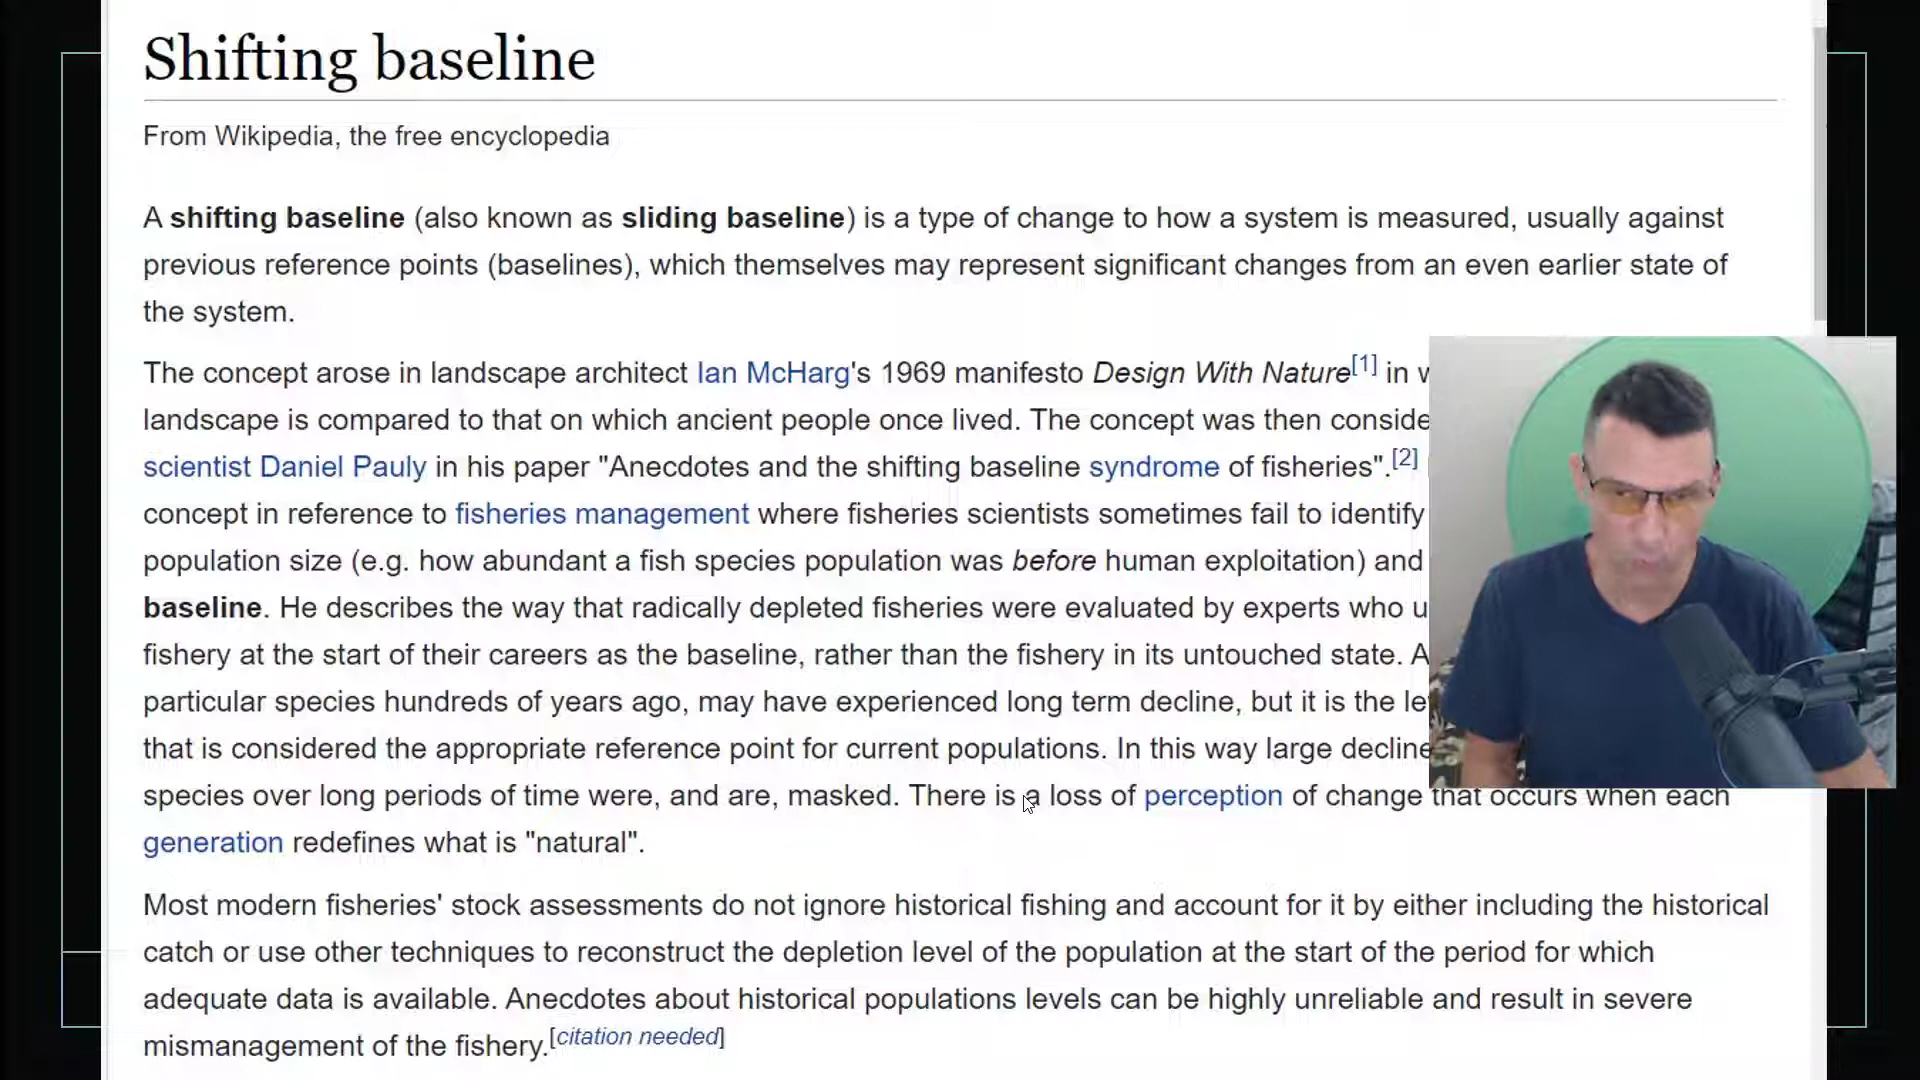 Shifting baseline
From Wikipedia, the free encyclopedia
A shifting baseline (also known as sliding baseline) is a type of change to how a system is measured, usually against
previous reference points (baselines), which themselves may represent significant changes from an even earlier state of
the system.
The concept arose in landscape architect Ian McHarg's 1969 manifesto Design With Nature[1] in
landscape is compared to that on which ancient people once lived. The concept was then
scientist Daniel Pauly in his paper "Anecdotes and the shifting baseline syndrome of fisheries".[2]
concept in reference to fisheries management where fisheries scientists sometimes fail to identify
population size (e.g. how abundant a fish species population was before human exploitation) and
baseline. He describes the way that radically depleted fisheries were evaluated by experts who
fishery at the start of their careers as the baseline, rather than the fishery in its untouched state.
particular species hundreds of years ago, may have experienced long term decline, but it is the
that is considered the appropriate reference point for current populations. In this way large
species over long periods of time were, and are, masked. There is a loss of perception of change that occurs when each
generation redefines what is "natural".
Most modern fisheries' stock assessments do not ignore historical fishing and account for it by either including the historical
catch or use other techniques to reconstruct the depletion level of the population at the start of the period for which
adequate data is available. Anecdotes about historical populations levels can be highly unreliable and result in severe
mismanagement of the fishery.[citation needed]